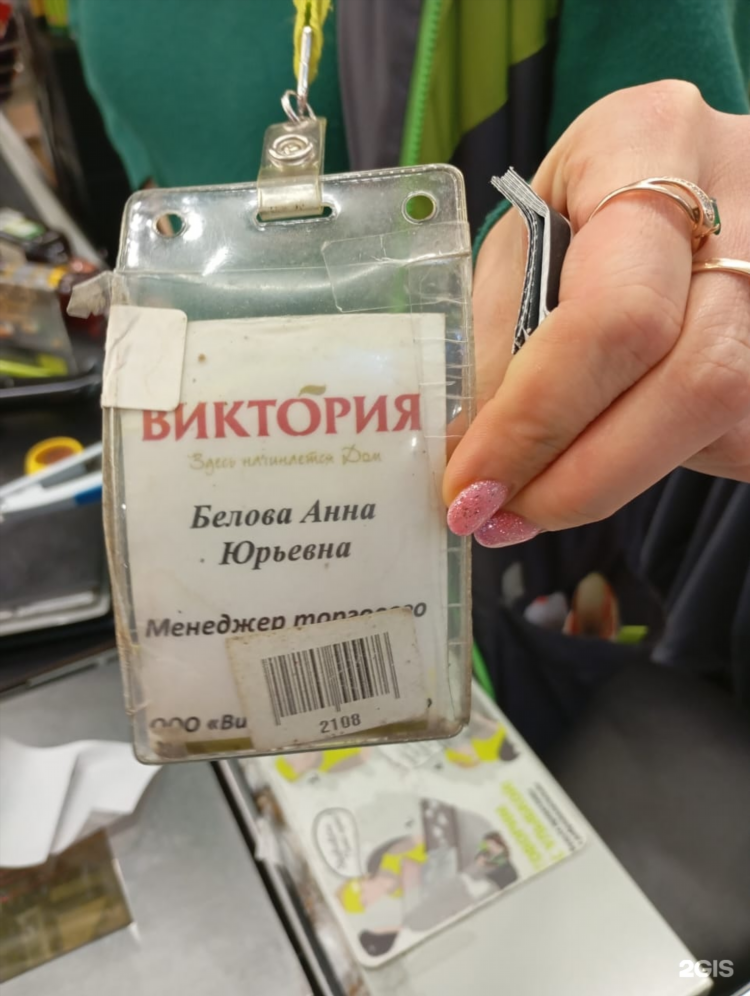 ВИКТОРИЯ
Здесь начинается Дом
Белова Анна
Юрьевна
Менеджер торгового
ООО «Ви
2108
2GIS